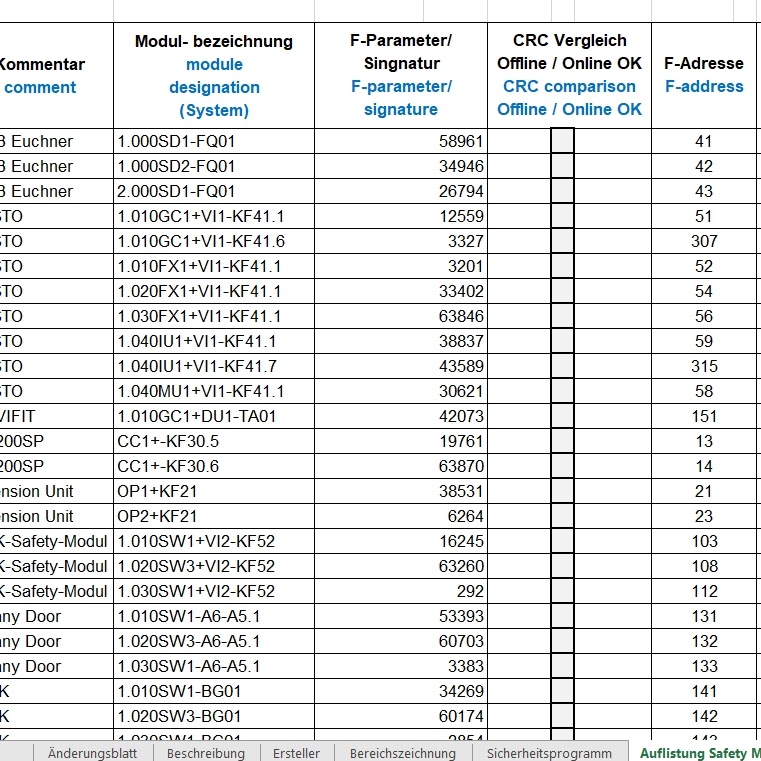 Kommentar
comment
Modul- bezeichnung
module
designation
(System)
F-Parameter/
Singnatur
F-parameter/
signature
CRC Vergleich
Offline / Online OK
CRC comparison
Offline / Online OK
F-Adresse
F-address
B Euchner 1.000SD1-FQ01 58961 41
B Euchner 1.000SD2-FQ01 34946 42
B Euchner 2.000SD1-FQ01 26794 43
STO 1.010GC1+VI1-KF41.1 12559 51
STO 1.010GC1+VI1-KF41.6 3327 307
STO 1.010FX1+VI1-KF41.1 3201 52
STO 1.020FX1+VI1-KF41.1 33402 54
STO 1.030FX1+VI1-KF41.1 63846 56
STO 1.040IU1+VI1-KF41.1 38837 59
STO 1.040IU1+VI1-KF41.7 43589 315
STO 1.040MU1+VI1-KF41.1 30621 58
VIFIT 1.010GC1+DU1-TA01 42073 151
200SP CC1+-KF30.5 19761 13
200SP CC1+-KF30.6 63870 14
ension Unit OP1+KF21 38531 21
ension Unit OP2+KF21 6264 23
K-Safety-Modul 1.010SW1+VI2-KF52 16245 103
K-Safety-Modul 1.020SW3+VI2-KF52 63260 108
K-Safety-Modul 1.030SW1+VI2-KF52 292 112
any Door 1.010SW1-A6-A5.1 53393 131
any Door 1.020SW3-A6-A5.1 60703 132
any Door 1.030SW1-A6-A5.1 3383 133
K 1.010SW1-BG01 34269 141
K 1.020SW3-BG01 60174 142
K 1.030SW1-BG01 2854 143
Änderungsblatt Beschreibung Ersteller Bereichszeichnung Sicherheitsprogramm Auflistung Safety M